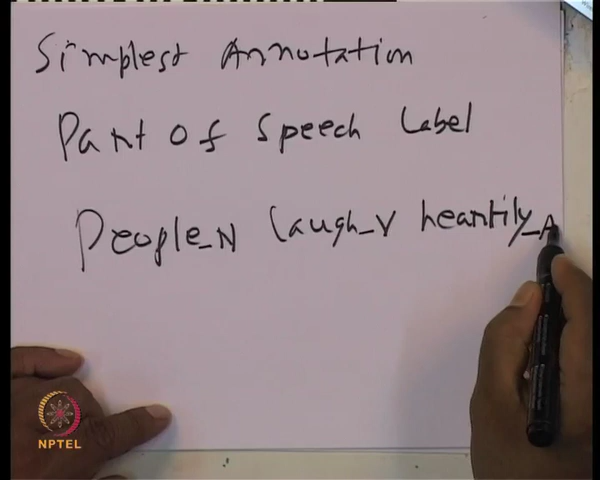 Simplest Annotation
Part Of Speech Label
People_N Laugh_V heartily_A
NPTEL